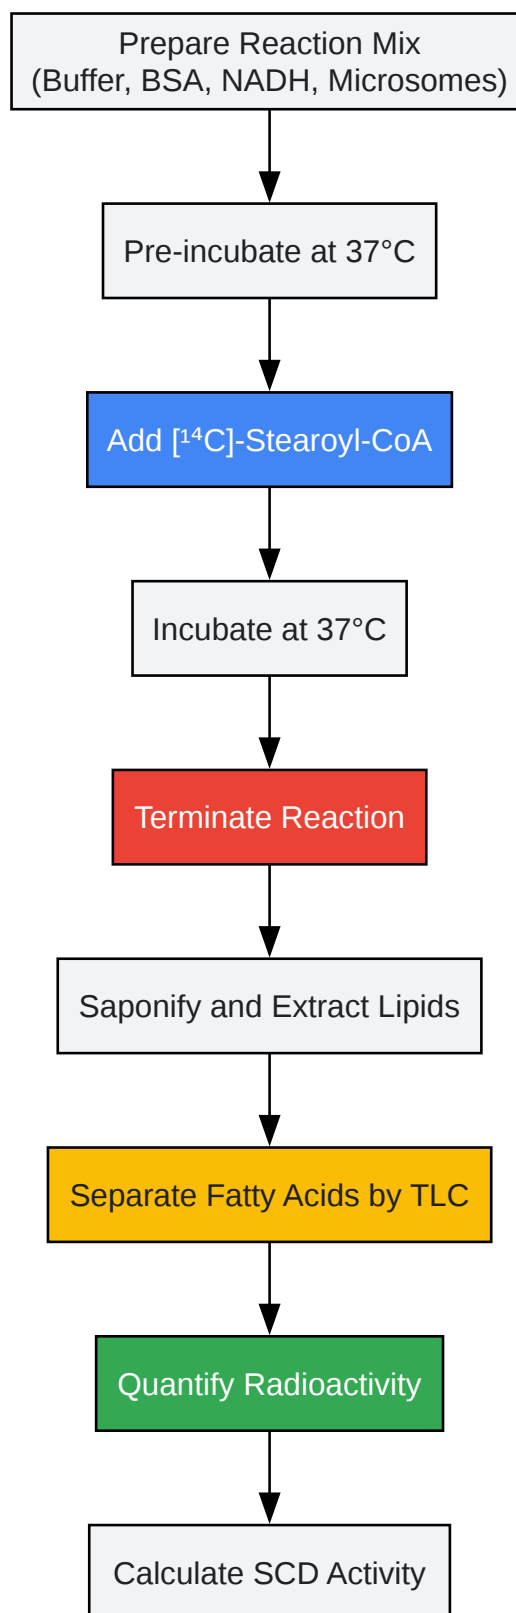 Prepare Reaction Mix
(Buffer, BSA, NADH, Microsomes)
Pre-incubate at 37°C
Add [¹⁴C]-Stearoyl-CoA
Incubate at 37°C
Terminate Reaction
Saponify and Extract Lipids
Separate Fatty Acids by TLC
Quantify Radioactivity
Calculate SCD Activity